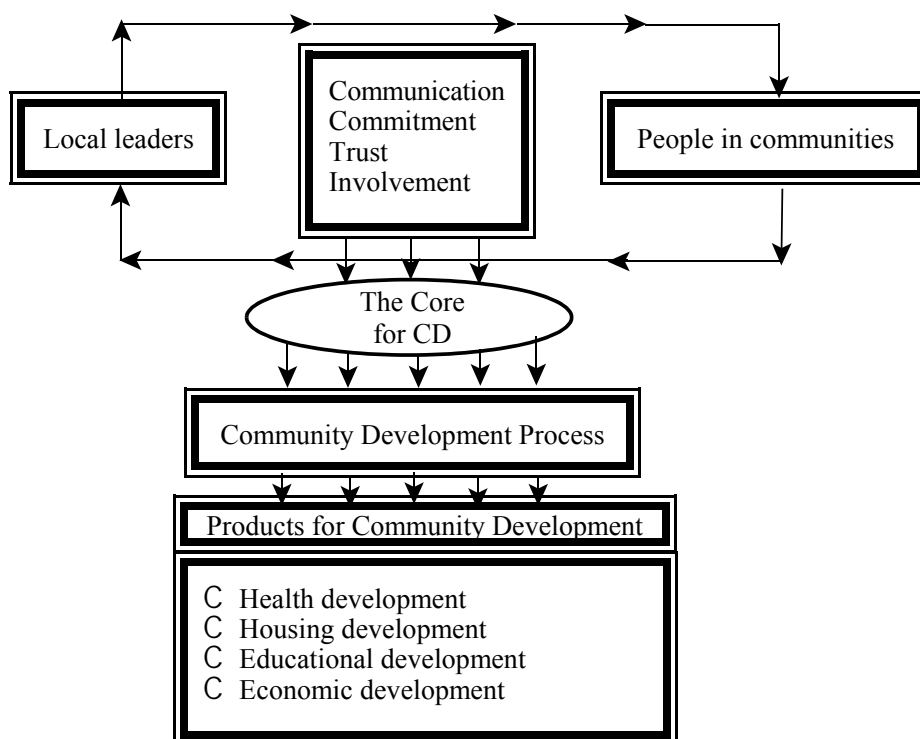 Communication
Commitment
Trust
Involvement
Local leaders
People in communities
The Core
for CD
Community Development Process
Products for Community Development
C Health development
C Housing development
C Educational development
C Economic development